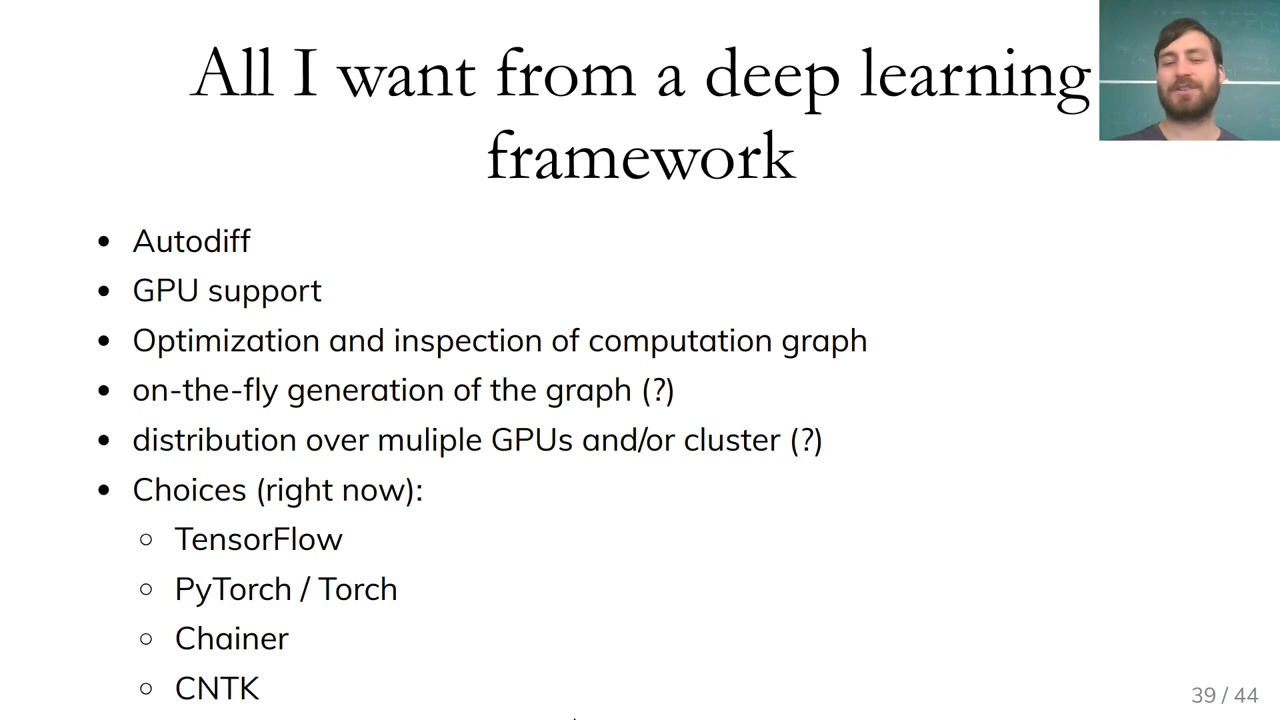 All I want from a deep learning
framework
• Autodiff
• GPU support
• Optimization and inspection of computation graph
• on-the-fly generation of the graph (?)
• distribution over muliple GPUs and/or cluster (?)
• Choices (right now):
○ TensorFlow
○ PyTorch / Torch
○ Chainer
○ CNTK
39 / 44